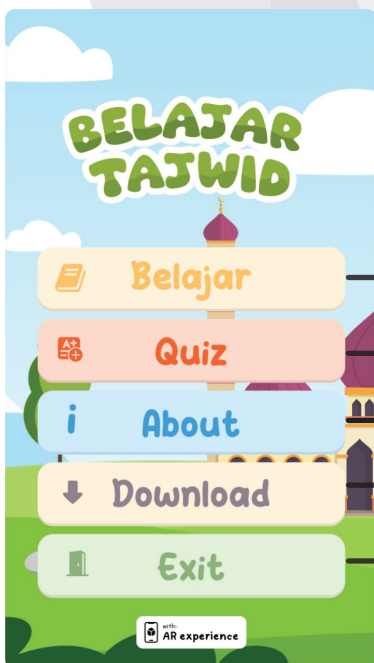 BELAJAR
TAJWID
Belajar
Quiz
About
Download
Exit
with:
AR experience